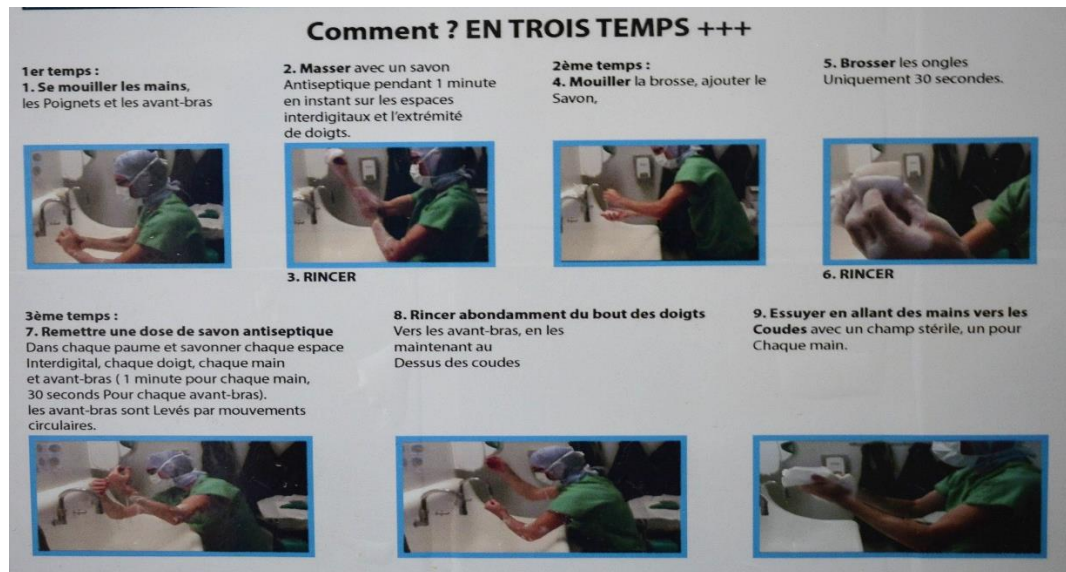 Comment ? EN TROIS TEMPS +++
1er temps :
1. Se mouiller les mains,
les Poignets et les avant-bras
2. Masser avec un savon
Antiseptique pendant 1 minute
en instant sur les espaces
interdigitaux et l'extrémité
de doigts.
3. RINCER
2ème temps :
4. Mouiller la brosse, ajouter le
Savon,
5. Brosser les ongles
Uniquement 30 secondes.
6. RINCER
3ème temps :
7. Remettre une dose de savon antiseptique
Dans chaque paume et savonner chaque espace
Interdigital, chaque doigt, chaque main
et avant-bras ( 1 minute pour chaque main,
30 seconds Pour chaque avant-bras).
les avant-bras sont Levés par mouvements
circulaires.
8. Rincer abondamment du bout des doigts
Vers les avant-bras, en les
maintenant au
Dessus des coudes
9. Essuyer en allant des mains vers les
Coudes avec un champ stérile, un pour
Chaque main.